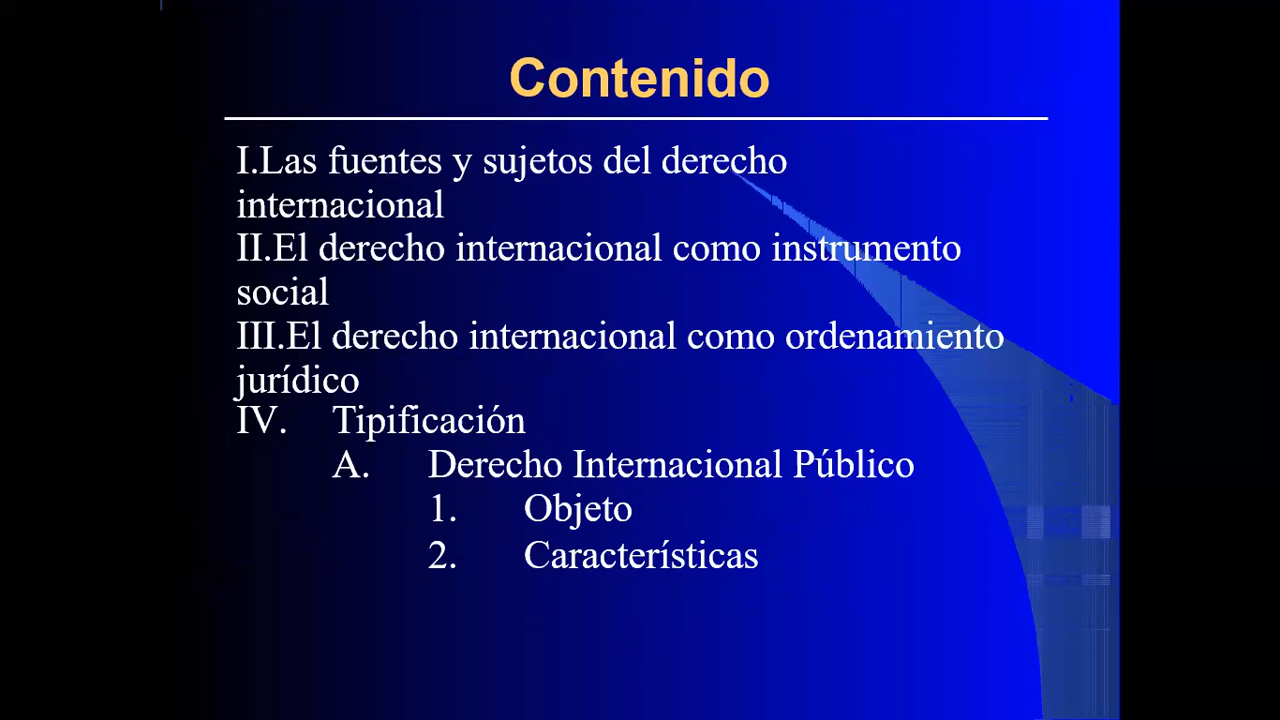 Contenido
I.Las fuentes y sujetos del derecho
internacional
II.El derecho internacional como instrumento
social
III.El derecho internacional como ordenamiento
jurídico
IV. Tipificación
A. Derecho Internacional Público
1. Objeto
2. Características